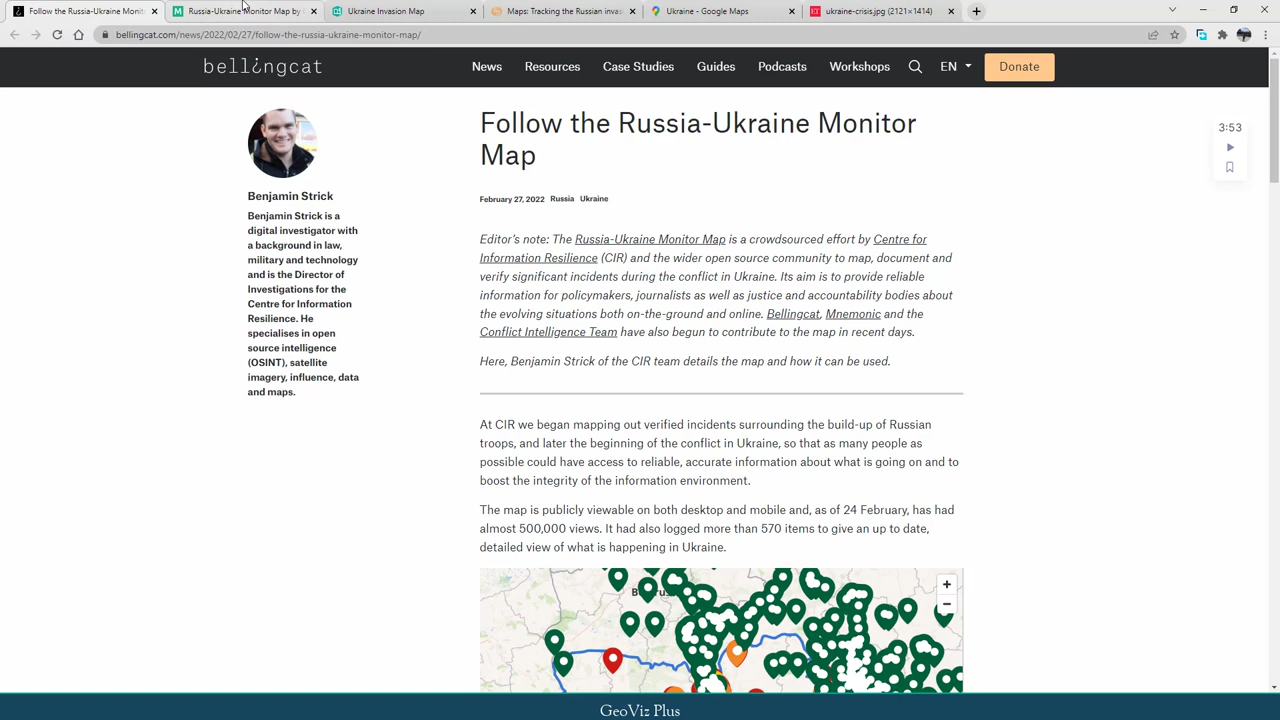 Follow the Russia-Ukraine Monito
Russia-Ukraine Monitor Map by
Ukraine Invasion Map
Maps: Tracking the Russian invas
Ukraine - Google Maps
ukraine-crisis.jpg (2121×1414)
bellingcat.com/news/2022/02/27/follow-the-russia-ukraine-monitor-map/
bell¿ngcat
News
Resources
Case Studies
Guides
Podcasts
Workshops
EN
Donate
Follow the Russia-Ukraine Monitor
Map
3:53
February 27, 2022 Russia Ukraine
Benjamin Strick
Benjamin Strick is a
digital investigator with
a background in law,
military and technology
and is the Director of
Investigations for the
Centre for Information
Resilience. He
specialises in open
source intelligence
(OSINT), satellite
imagery, influence, data
and maps.
Editor's note: The Russia-Ukraine Monitor Map is a crowdsourced effort by Centre for
Information Resilience (CIR) and the wider open source community to map, document and
verify significant incidents during the conflict in Ukraine. Its aim is to provide reliable
information for policymakers, journalists as well as justice and accountability bodies about
the evolving situations both on-the-ground and online. Bellingcat, Mnemonic and the
Conflict Intelligence Team have also begun to contribute to the map in recent days.
Here, Benjamin Strick of the CIR team details the map and how it can be used.
At CIR we began mapping out verified incidents surrounding the build-up of Russian
troops, and later the beginning of the conflict in Ukraine, so that as many people as
possible could have access to reliable, accurate information about what is going on and to
boost the integrity of the information environment.
The map is publicly viewable on both desktop and mobile and, as of 24 February, has had
almost 500,000 views. It had also logged more than 570 items to give an up to date,
detailed view of what is happening in Ukraine.
GeoViz Plus